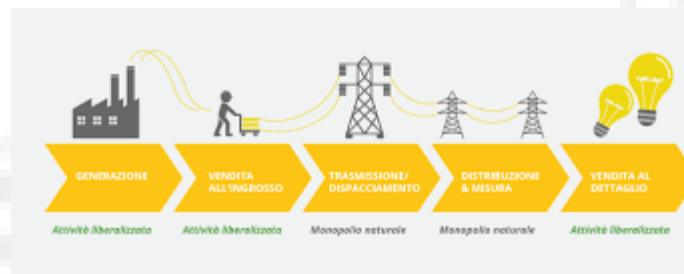 GENERAZIONE
VENDITA
ALL'INGROSSO
TRASMISSIONE/
DISPACCIAMENTO
DISTRIBUZIONE
& MISURA
VENDITA AL
DETTAGLIO
Attività liberalizzata
Attività liberalizzata
Monopolio naturale
Monopolio naturale
Attività liberalizzata